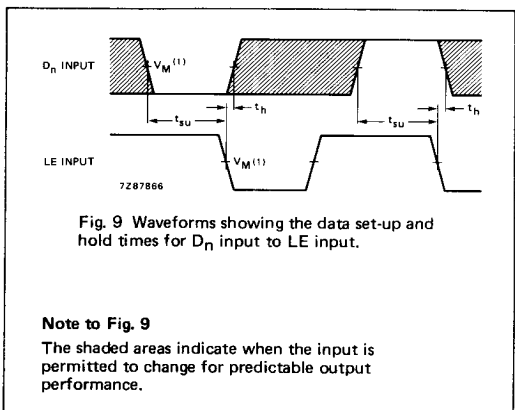 Dn INPUT
VM(1)
th
tsu
tsu
th
LE INPUT
VM(1)
7Z87866
Fig. 9 Waveforms showing the data set-up and
hold times for Dn input to LE input.
Note to Fig. 9
The shaded areas indicate when the input is
permitted to change for predictable output
performance.